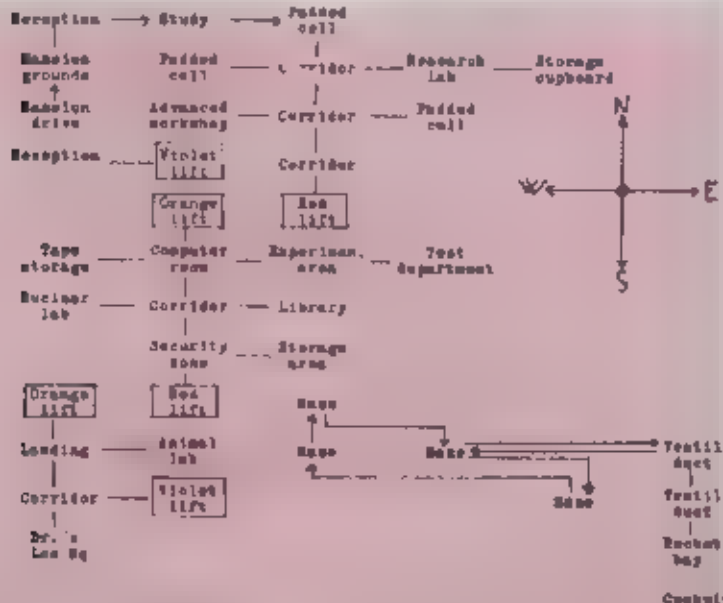 Reception Study Padded
cell
Mansion
grounds
Padded
cell
Corridor Research
lab
Storage
cupboard
Mansion
drive
Advanced
workshop
Corridor Padded
cell
N
Reception Violet
lift
Corridor
W E
Orange
lift
Red
lift
Tape
storage
Computer
room
Experiment
area
Test
department
S
Nuclear
lab
Corridor Library
Security
zone
Storage
area
Orange
lift
Red
lift
Maze
Landing Animal
lab
Maze Maze Ventil
duct
Corridor Violet
lift
Maze Ventil
duct
Dr.'s
Rocket
bay